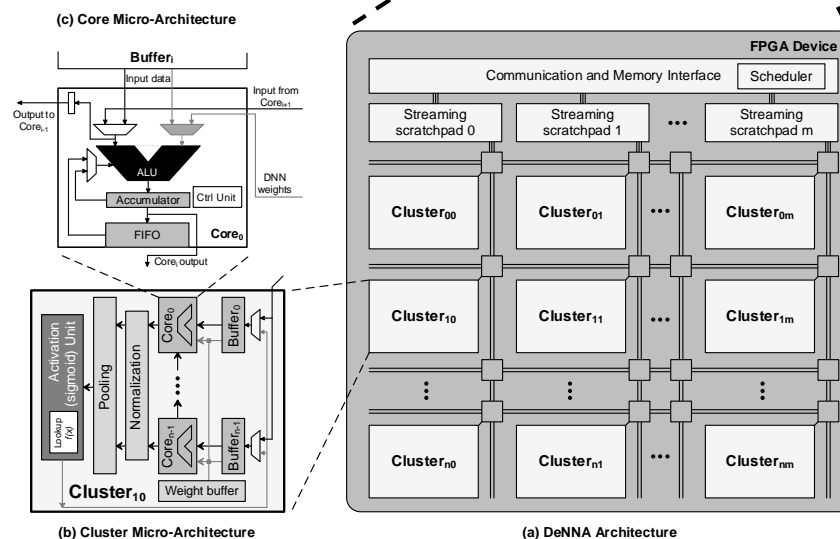 (c) Core Micro-Architecture
Buffer_i
Input data
Input from
Core_i+1
Output to
Core_i-1
ALU
DNN
weights
Accumulator
Ctrl Unit
FIFO
Core_0
Core_i output
Activation
(sigmoid) Unit
Lookup
f(x)
Pooling
Normalization
Core_0
Buffer_0
Core_n-1
Buffer_n-1
Weight buffer
Cluster_10
(b) Cluster Micro-Architecture
FPGA Device
Communication and Memory Interface
Scheduler
Streaming
scratchpad 0
Streaming
scratchpad 1
Streaming
scratchpad m
Cluster_00
Cluster_01
Cluster_0m
Cluster_10
Cluster_11
Cluster_1m
Cluster_n0
Cluster_n1
Cluster_nm
(a) DeNNA Architecture